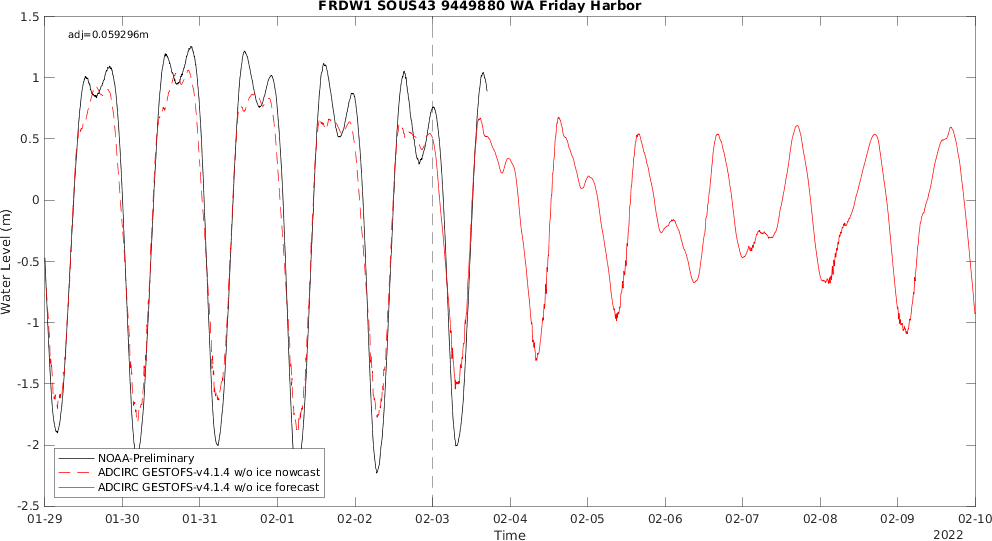 FRDW1 SOUS43 9449880 WA Friday Harbor
adj=0.059296m
1.5
1
0.5
0
-0.5
-1
-1.5
-2
-2.5
Water Level (m)
NOAA-Preliminary
ADCIRC GESTOFS-v4.1.4 w/o ice nowcast
ADCIRC GESTOFS-v4.1.4 w/o ice forecast
01-29 01-30 01-31 02-01 02-02 02-03 02-04 02-05 02-06 02-07 02-08 02-09 02-10
Time
2022